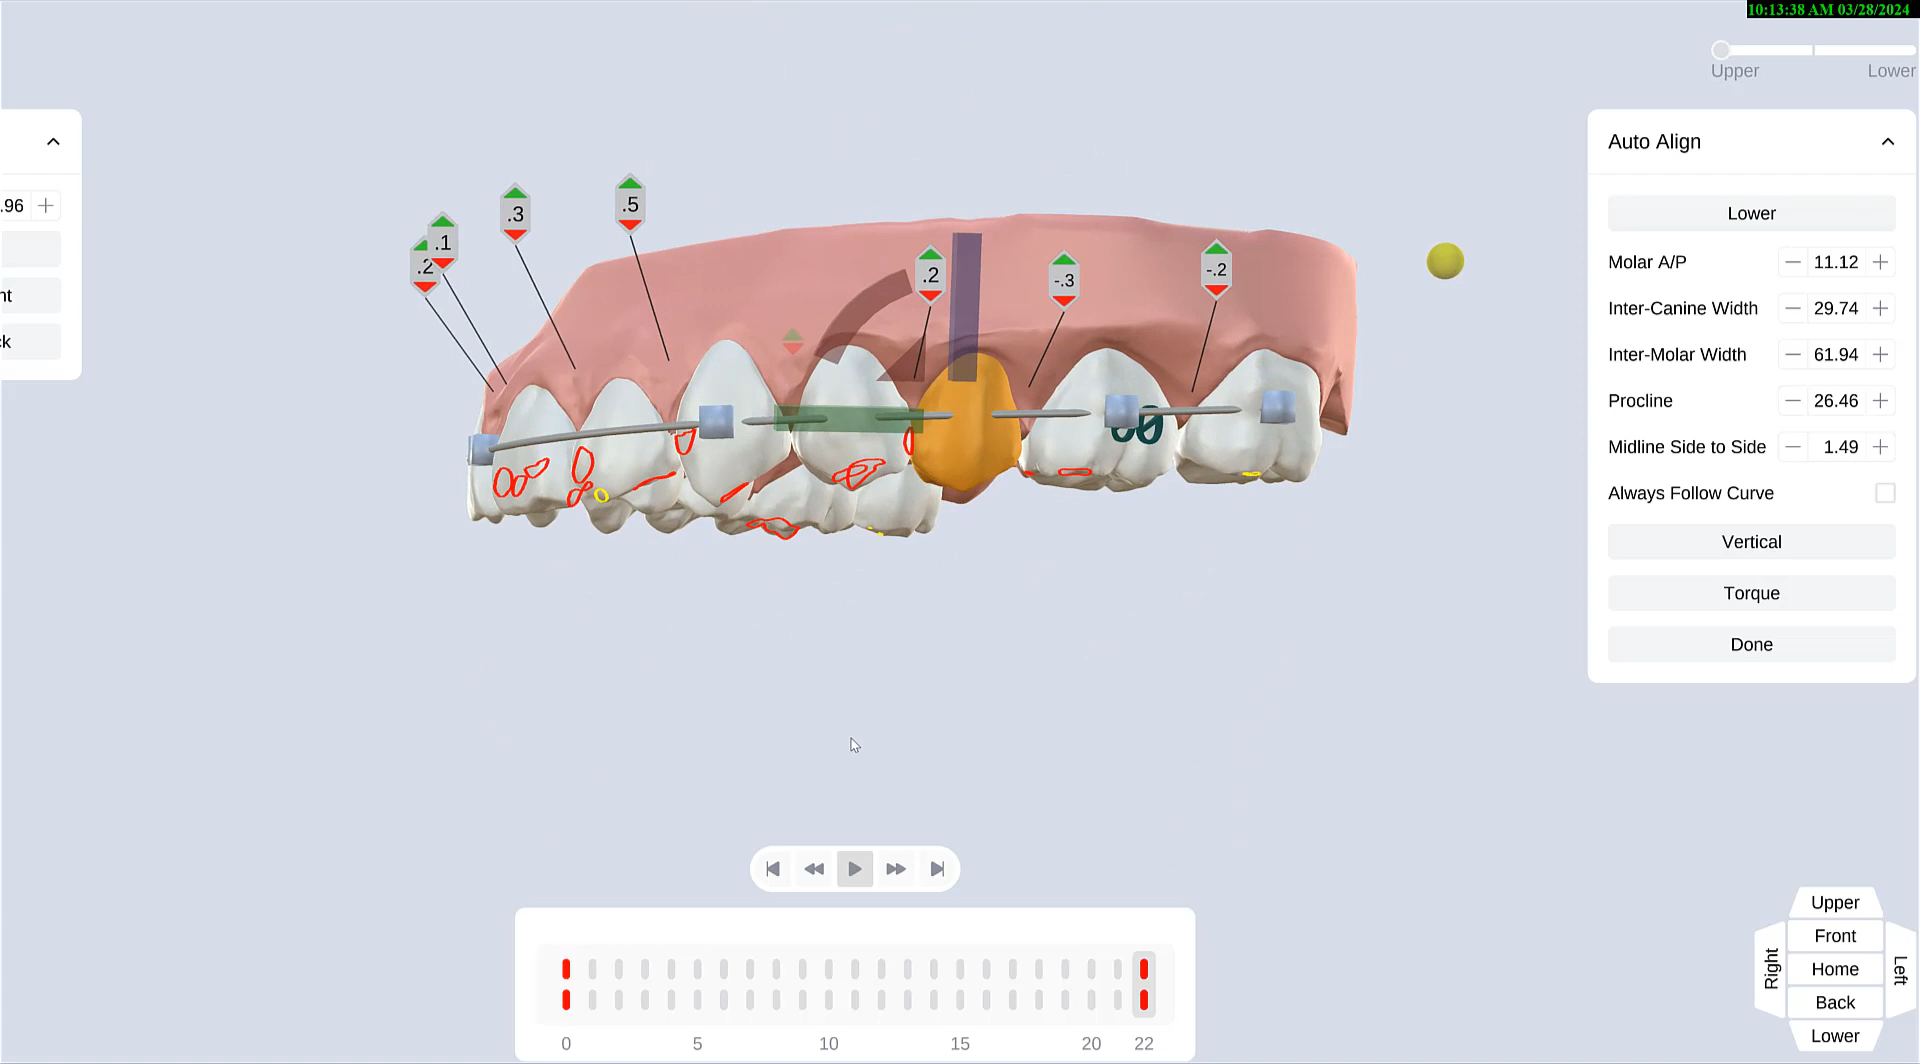 10:13:38 AM 03/28/2024
Upper Lower
.96
nt
ck
.5
.3
.1
.2
.2
-.3
-.2
Auto Align
Lower
Molar A/P 11.12
Inter-Canine Width 29.74
Inter-Molar Width 61.94
Procline 26.46
Midline Side to Side 1.49
Always Follow Curve
Vertical
Torque
Done
0 5 10 15 20 22
Upper
Front
Right Home Left
Back
Lower